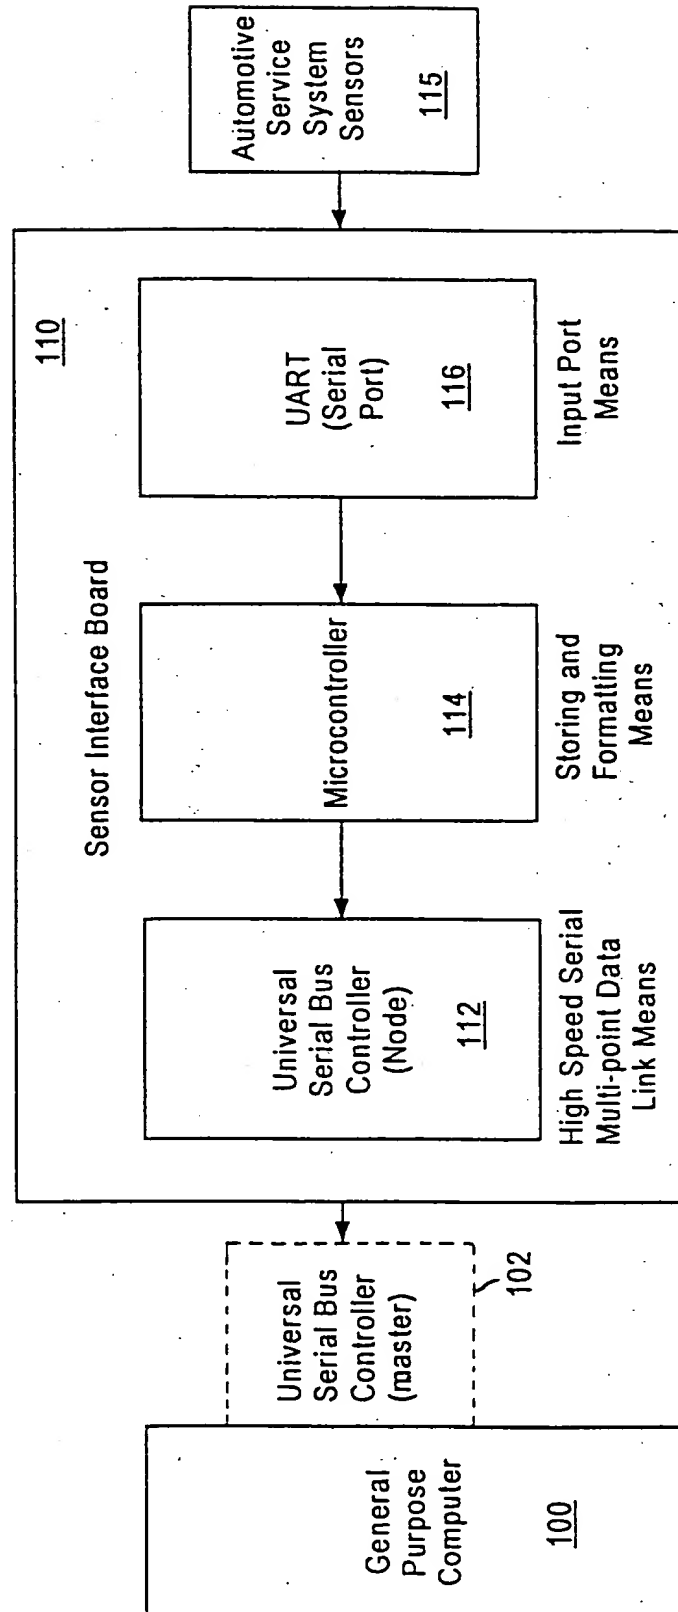 General
Purpose
Computer
100
Universal
Serial Bus
Controller
(master)
102
Sensor Interface Board
110
Universal
Serial Bus
Controller
(Node)
112
High Speed Serial
Multi-point Data
Link Means
Microcontroller
114
Storing and
Formatting
Means
UART
(Serial
Port)
116
Input Port
Means
Automotive
Service
System
Sensors
115